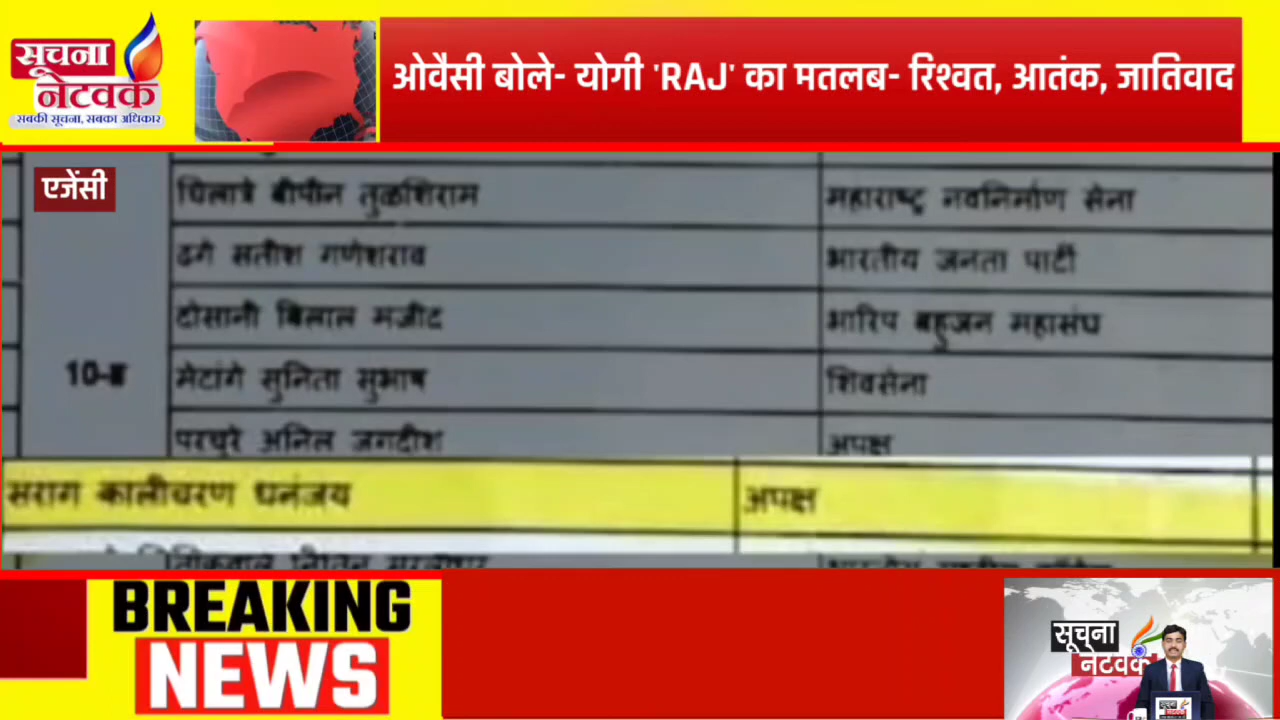 सूचना
नेटवर्क
सबकी सूचना, सबका अधिकार
ओवैसी बोले- योगी 'RAJ' का मतलब- रिश्वत, आतंक, जातिवाद
एजेंसी
तुळशिराम महाराष्ट्र नवनिर्माण सेना
ढगे सतीश गणेशराव भारतीय जनता पार्टी
दोसानी बिलाल मजीद भारिप बहुजन महासंघ
10-ब मेटांगे सुनिता सुभाष शिवसेना
परचुरे अनिल जगदीश अपक्ष
सराग कालीचरण धनंजय अपक्ष
BREAKING
NEWS
सूचना
नेटवर्क